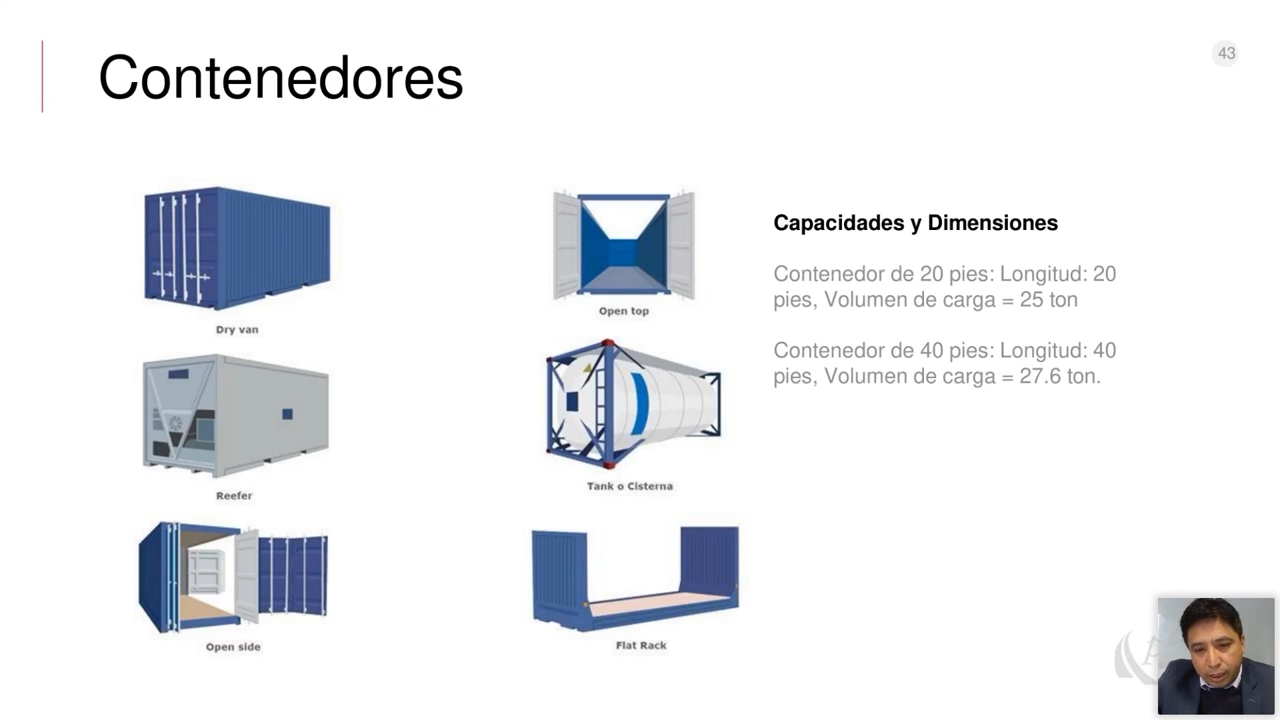 Contenedores
43
Dry van
Open top
Reefer
Tank o Cisterna
Open side
Flat Rack
Capacidades y Dimensiones
Contenedor de 20 pies: Longitud: 20
pies, Volumen de carga = 25 ton
Contenedor de 40 pies: Longitud: 40
pies, Volumen de carga = 27.6 ton.